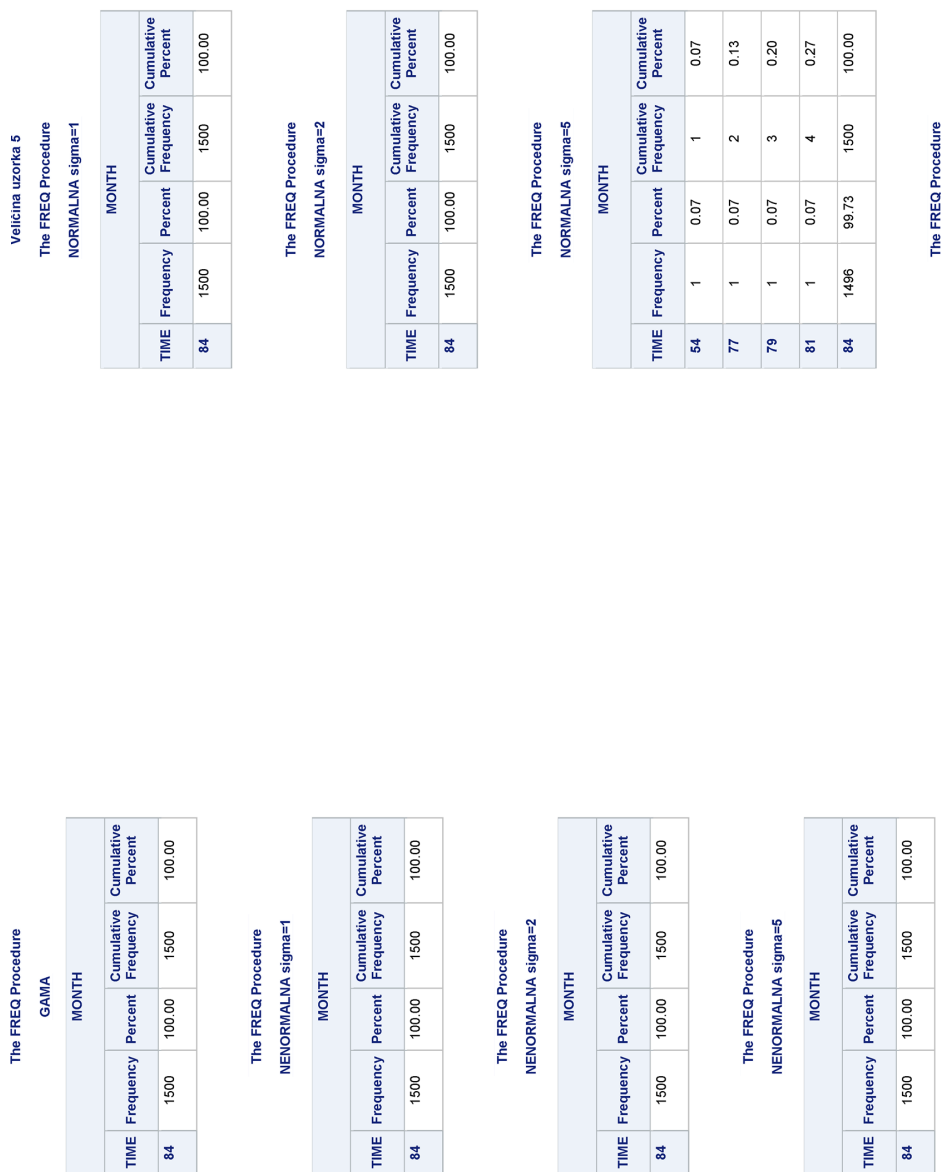 The FREQ Procedure
GAMA
MONTH
Cumulative Cumulative
TIME Frequency Percent Frequency Percent
84 1500 100.00 1500 100.00
The FREQ Procedure
NENORMALNA sigma=1
MONTH
Cumulative Cumulative
TIME Frequency Percent Frequency Percent
84 1500 100.00 1500 100.00
The FREQ Procedure
NENORMALNA sigma=2
MONTH
Cumulative Cumulative
TIME Frequency Percent Frequency Percent
84 1500 100.00 1500 100.00
The FREQ Procedure
NENORMALNA sigma=5
MONTH
Cumulative Cumulative
TIME Frequency Percent Frequency Percent
84 1500 100.00 1500 100.00
Veličina uzorka 5
The FREQ Procedure
NORMALNA sigma=1
MONTH
Cumulative Cumulative
TIME Frequency Percent Frequency Percent
84 1500 100.00 1500 100.00
The FREQ Procedure
NORMALNA sigma=2
MONTH
Cumulative Cumulative
TIME Frequency Percent Frequency Percent
84 1500 100.00 1500 100.00
The FREQ Procedure
NORMALNA sigma=5
MONTH
Cumulative Cumulative
TIME Frequency Percent Frequency Percent
54 1 0.07 1 0.07
77 1 0.07 2 0.13
79 1 0.07 3 0.20
81 1 0.07 4 0.27
84 1496 99.73 1500 100.00
The FREQ Procedure